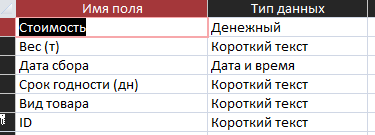 Имя поля Тип данных
Стоимость Денежный
Вес (т) Короткий текст
Дата сбора Дата и время
Срок годности (дн) Короткий текст
Вид товара Короткий текст
ID Короткий текст